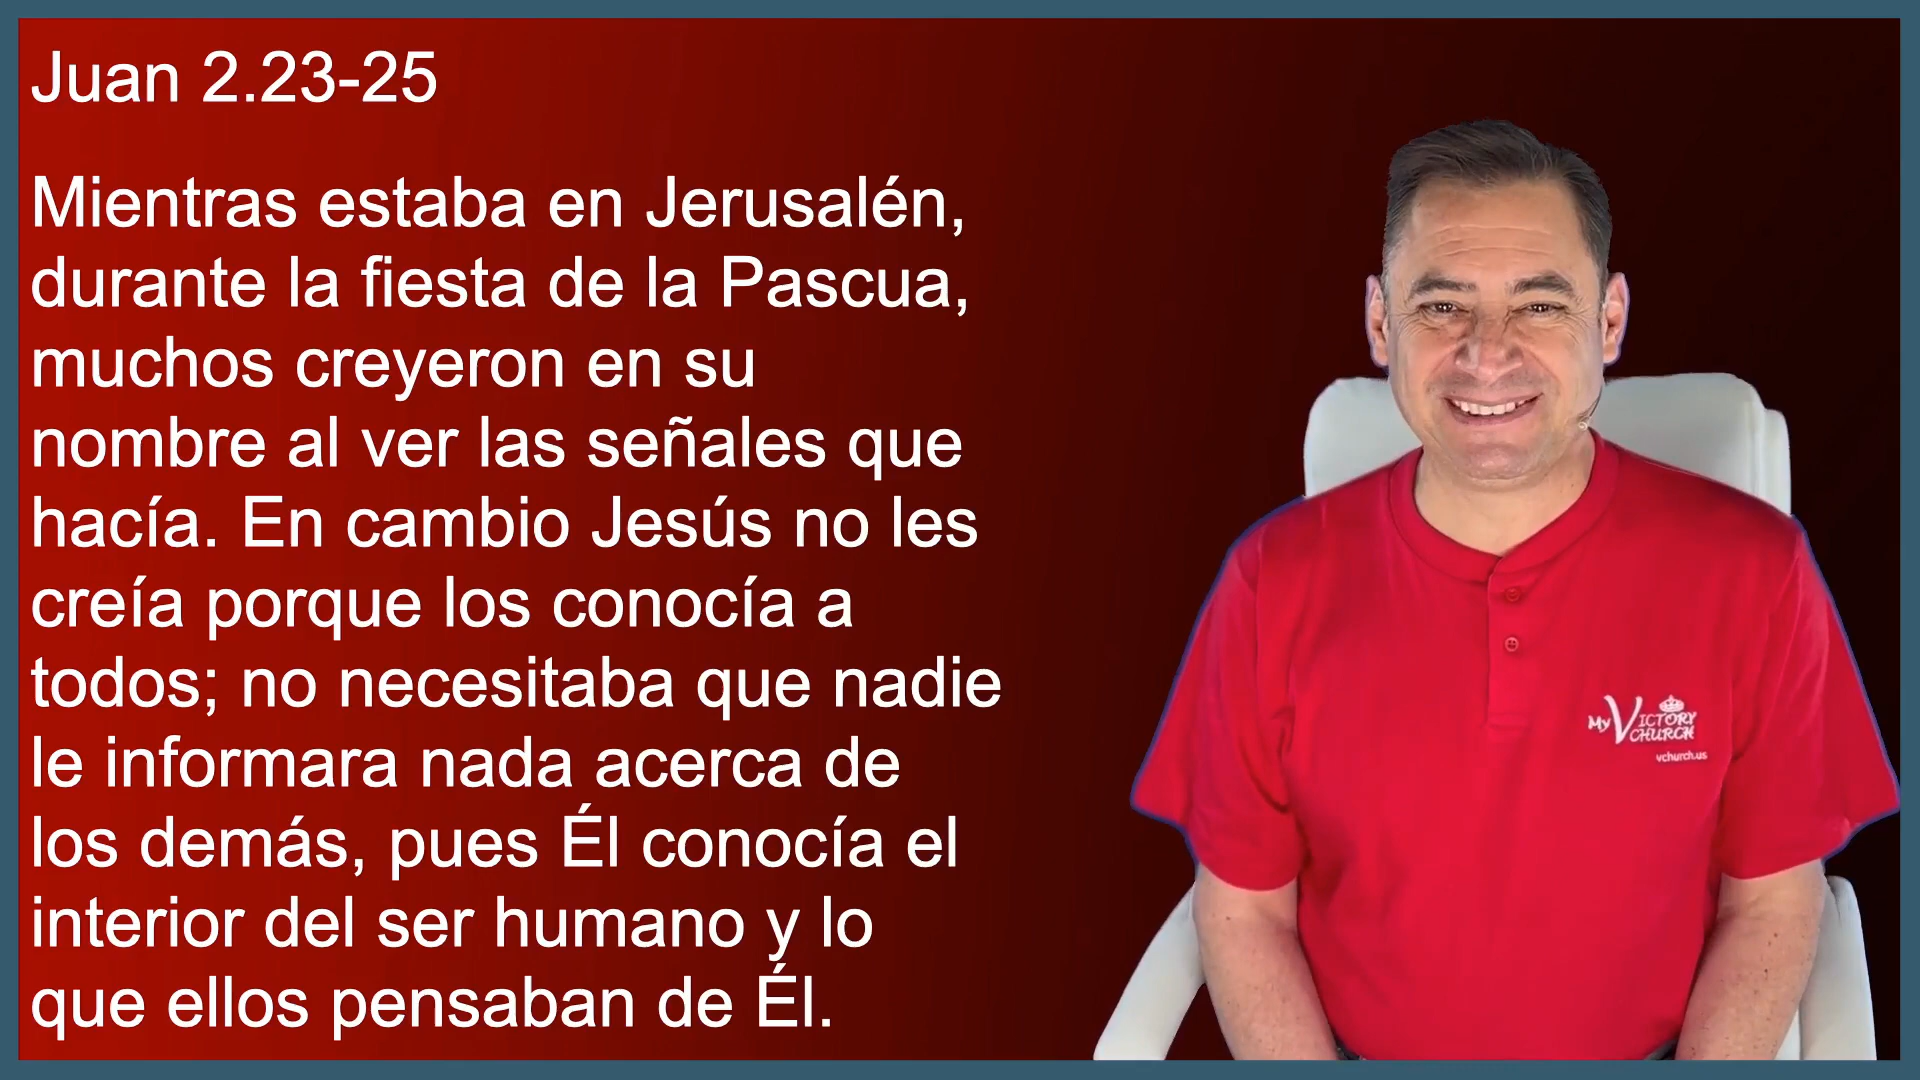 Juan 2.23-25
Mientras estaba en Jerusalén,
durante la fiesta de la Pascua,
muchos creyeron en su
nombre al ver las señales que
hacía. En cambio Jesús no les
creía porque los conocía a
todos; no necesitaba que nadie
le informara nada acerca de
los demás, pues Él conocía el
interior del ser humano y lo
que ellos pensaban de Él.
My VICTORY
CHURCH
vchurch.us